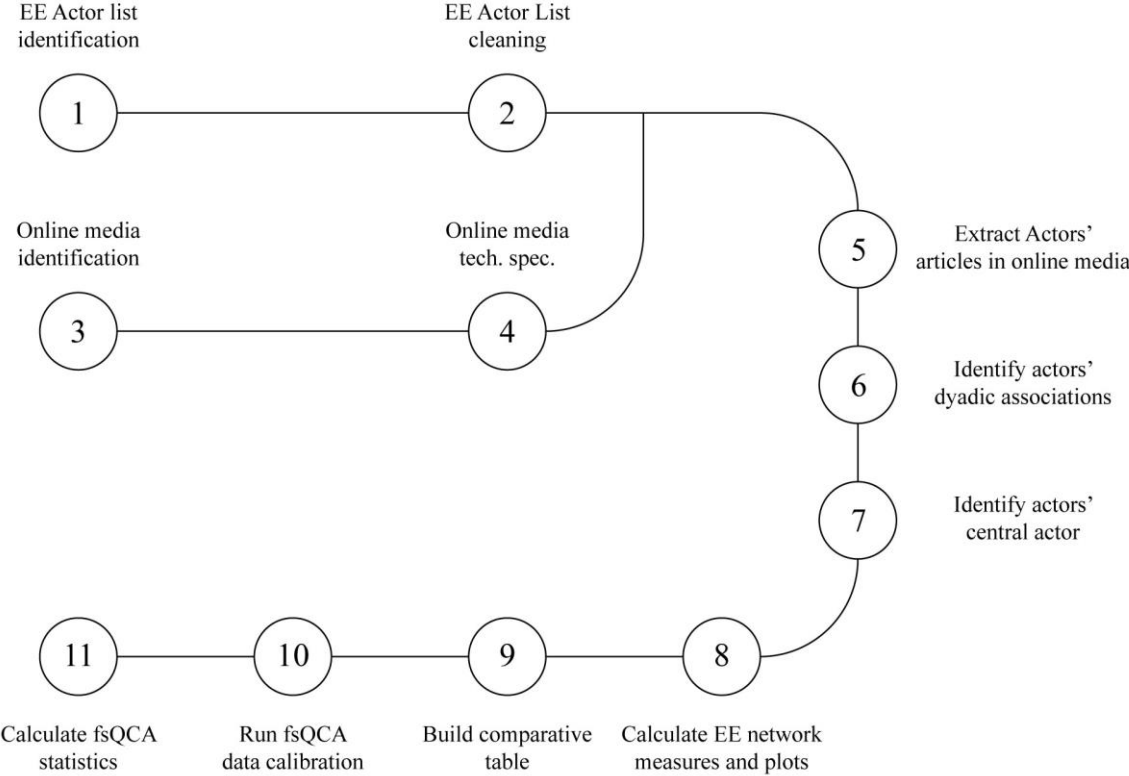 EE Actor list
identification
EE Actor List
cleaning
1
2
Online media
identification
Online media
tech. spec.
3
4
5
Extract Actors’
articles in online media
6
Identify actors’
dyadic associations
7
Identify actors’
central actor
11
10
9
8
Calculate fsQCA
statistics
Run fsQCA
data calibration
Build comparative
table
Calculate EE network
measures and plots